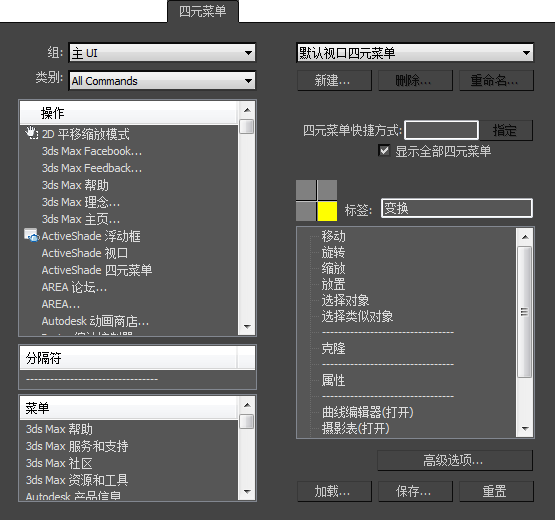 四元菜单
组: 主 UI
类别: All Commands
操作
2D 平移缩放模式
3ds Max Facebook...
3ds Max Feedback...
3ds Max 帮助
3ds Max 理念...
3ds Max 主页...
ActiveShade 浮动框
ActiveShade 视口
ActiveShade 四元菜单
AREA 论坛...
AREA...
Autodesk 动画商店...
分隔符
--------------------------------
菜单
3ds Max 帮助
3ds Max 服务和支持
3ds Max 社区
3ds Max 资源和工具
Autodesk 产品信息
默认视口四元菜单
新建... 删除... 重命名...
四元菜单快捷方式: 指定
显示全部四元菜单
标签: 变换
移动
旋转
缩放
放置
选择对象
选择类似对象
--------------------------------
克隆
--------------------------------
属性
--------------------------------
曲线编辑器(打开)
摄影表(打开)
高级选项...
加载... 保存... 重置